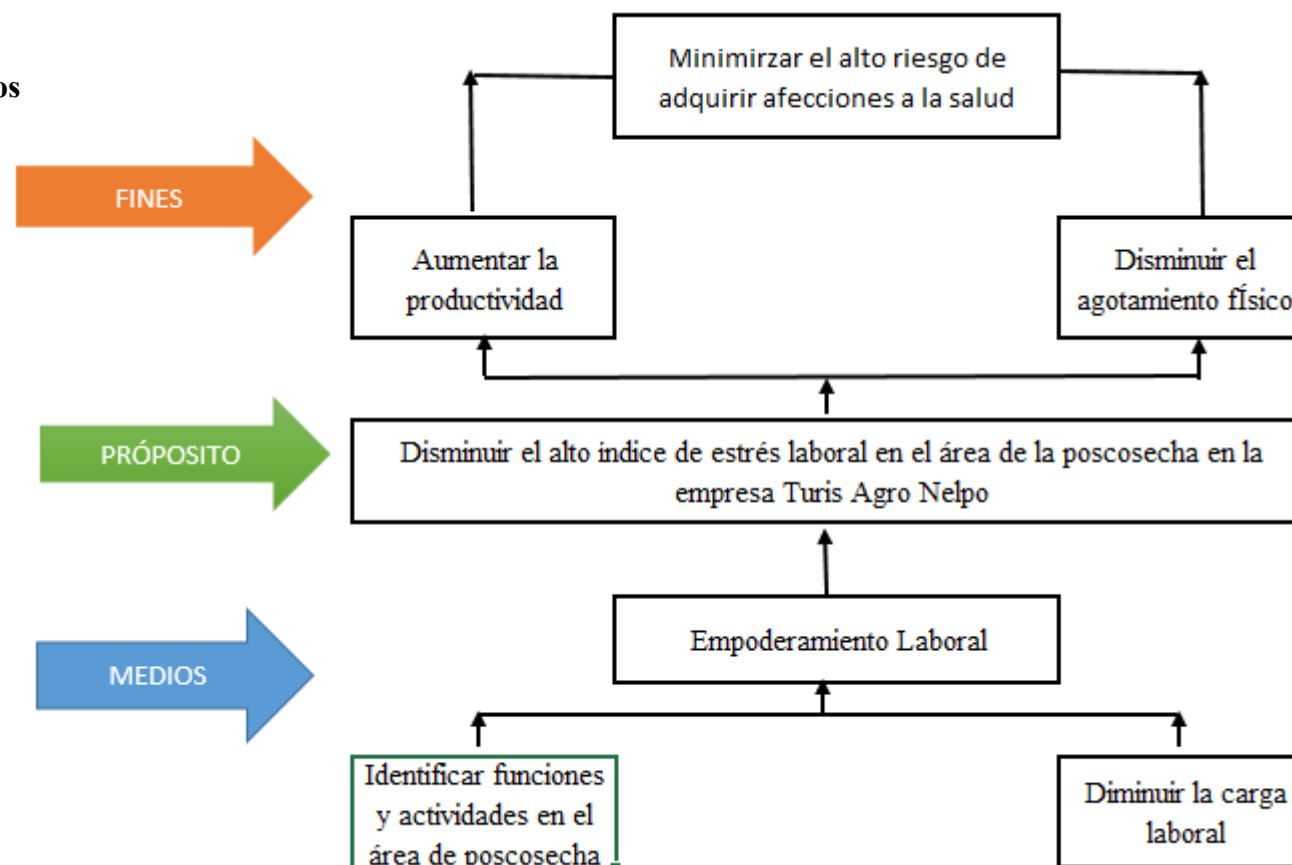 Minimirzar el alto riesgo de
adquirir afecciones a la salud
os
FINES
Aumentar la
productividad
Disminuir el
agotamiento fÍsico
PRÓPOSITO
Disminuir el alto índice de estrés laboral en el área de la poscosecha en la
empresa Turis Agro Nelpo
Empoderamiento Laboral
MEDIOS
Identificar funciones
y actividades en el
área de poscosecha
Diminuir la carga
laboral